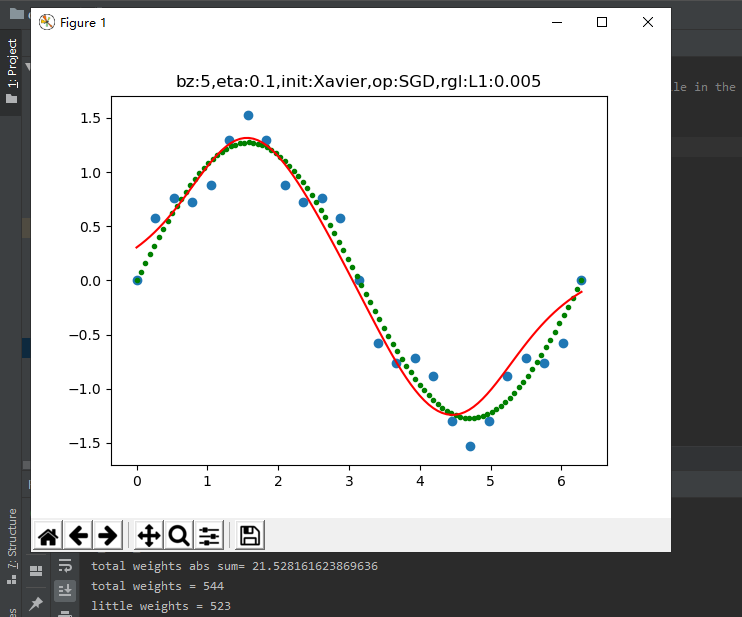 Figure 1
1: Project
bz:5,eta:0.1,init:Xavier,op:SGD,rgl:L1:0.005
le in the
1.5
1.0
0.5
0.0
−0.5
−1.0
−1.5
0 1 2 3 4 5 6
7: Structure
total weights abs sum= 21.528161623869636
total weights = 544
little weights = 523